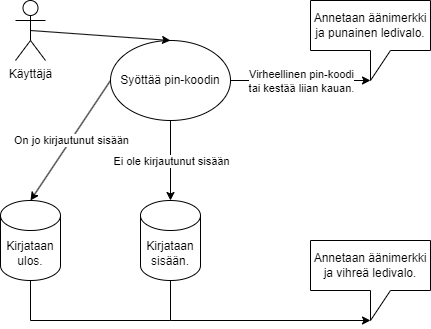 Annetaan äänimerkki
ja punainen ledivalo.
Käyttäjä
Syöttää pin-koodin
Virheellinen pin-koodi
tai kestää liian kauan.
On jo kirjautunut sisään
Ei ole kirjautunut sisään
Kirjataan
ulos.
Kirjataan
sisään.
Annetaan äänimerkki
ja vihreä ledivalo.